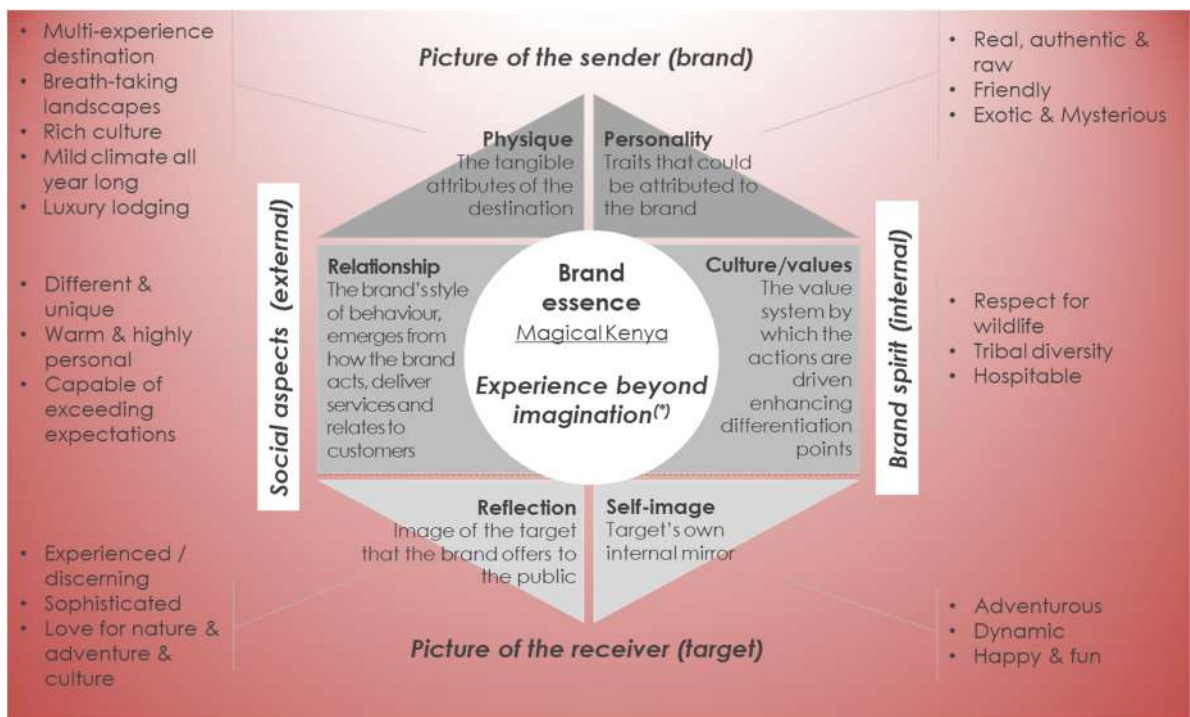 • Multi-experience
destination
• Breath-taking
landscapes
• Rich culture
• Mild climate all
year long
• Luxury lodging
Picture of the sender (brand)
• Real, authentic &
raw
• Friendly
• Exotic & Mysterious
Physique
The tangible
attributes of the
destination
Personality
Traits that could
be attributed to
the brand
Social aspects (external)
• Different &
unique
• Warm & highly
personal
• Capable of
exceeding
expectations
Relationship
The brand's style
of behaviour,
emerges from
how the brand
acts, deliver
services and
relates to
customers
Brand
essence
Magical Kenya
Experience beyond
imagination(*)
Culture/values
The value
system by
which the
actions are
driven
enhancing
differentiation
points
Brand spirit (internal)
• Respect for
wildlife
• Tribal diversity
• Hospitable
Reflection
Image of the target
that the brand offers to
the public
Self-image
Target's own
internal mirror
• Experienced /
discerning
• Sophisticated
• Love for nature &
adventure &
culture
Picture of the receiver (target)
• Adventurous
• Dynamic
• Happy & fun